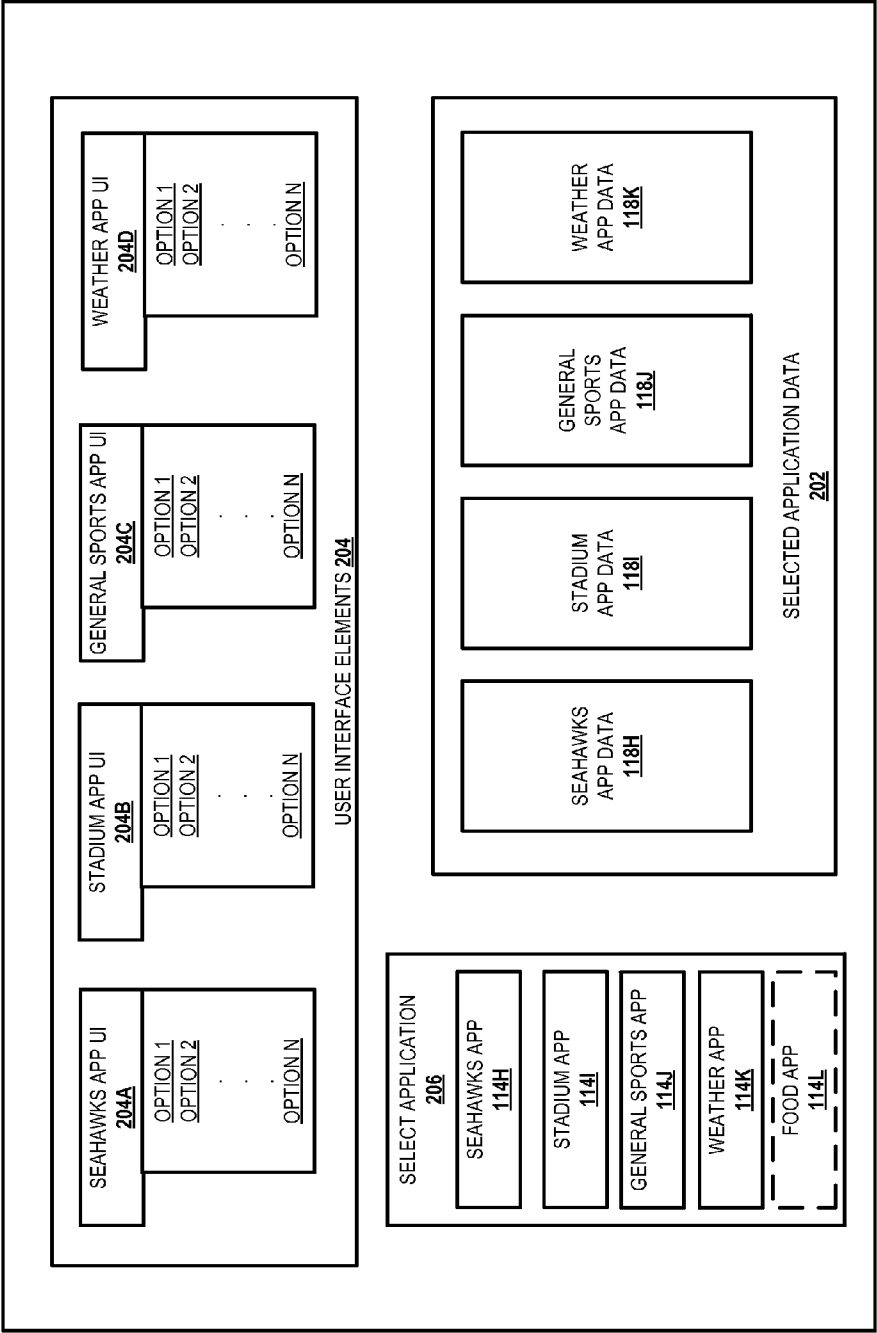 SEAHAWKS APP UI
204A
OPTION 1
OPTION 2
.
.
.
OPTION N
STADIUM APP UI
204B
OPTION 1
OPTION 2
.
.
.
OPTION N
GENERAL SPORTS APP UI
204C
OPTION 1
OPTION 2
.
.
.
OPTION N
WEATHER APP UI
204D
OPTION 1
OPTION 2
.
.
.
OPTION N
USER INTERFACE ELEMENTS 204
SELECT APPLICATION
206
SEAHAWKS APP
114H
STADIUM APP
114I
GENERAL SPORTS APP
114J
WEATHER APP
114K
FOOD APP
114L
SEAHAWKS
APP DATA
118H
STADIUM
APP DATA
118I
GENERAL
SPORTS
APP DATA
118J
WEATHER
APP DATA
118K
SELECTED APPLICATION DATA
202